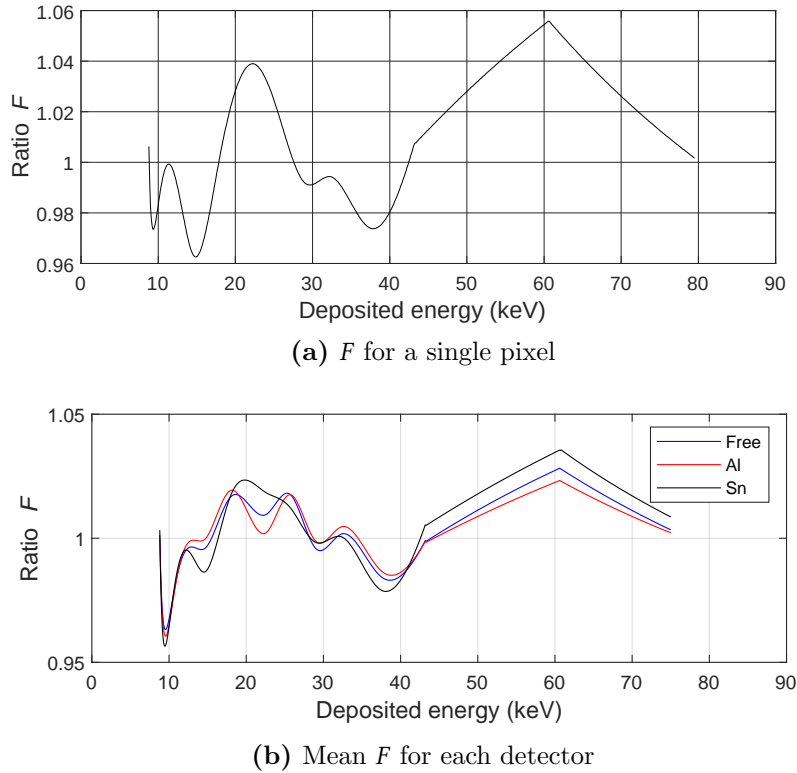 1.06
1.04
1.02
1
0.98
0.96
Ratio F
0 10 20 30 40 50 60 70 80 90
Deposited energy (keV)
(a) F for a single pixel
1.05
1
0.95
Ratio F
Free
Al
Sn
0 10 20 30 40 50 60 70 80 90
Deposited energy (keV)
(b) Mean F for each detector